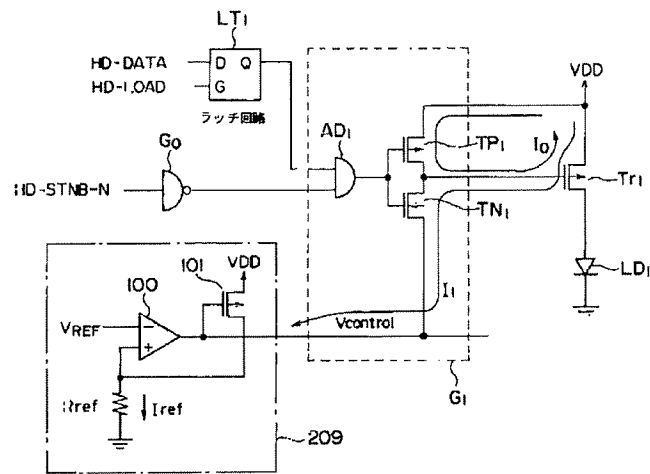 LT1
HD-DATA
D Q
HD-LOAD
G
ラッチ回路
VDD
AD1
TP1
I0
G0
HD-STNB-N
TN1
Tr1
101
VDD
LD1
100
I1
VREF
-
+
Vcontrol
Rref
Iref
G1
209